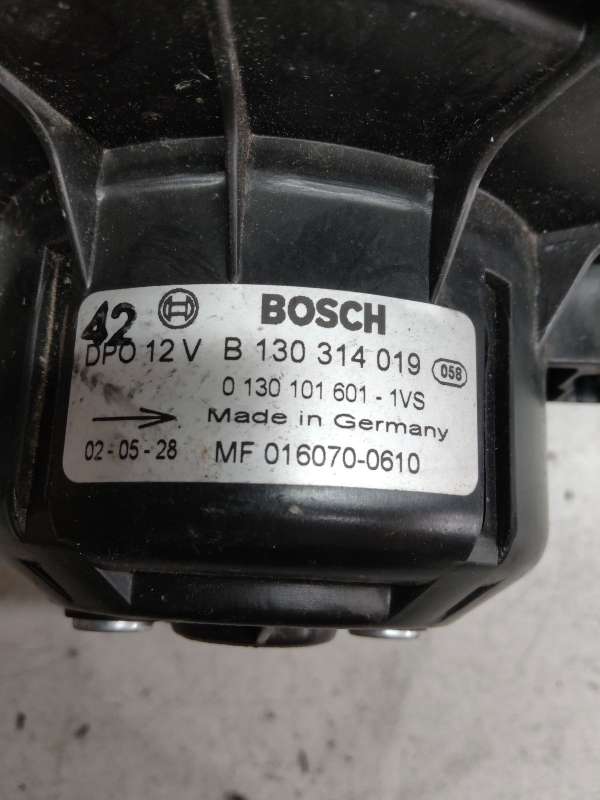 42 BOSCH
DPO 12 V B 130 314 019 058
0 130 101 601 - 1VS
Made in Germany
02 - 05 - 28 MF 016070-0610